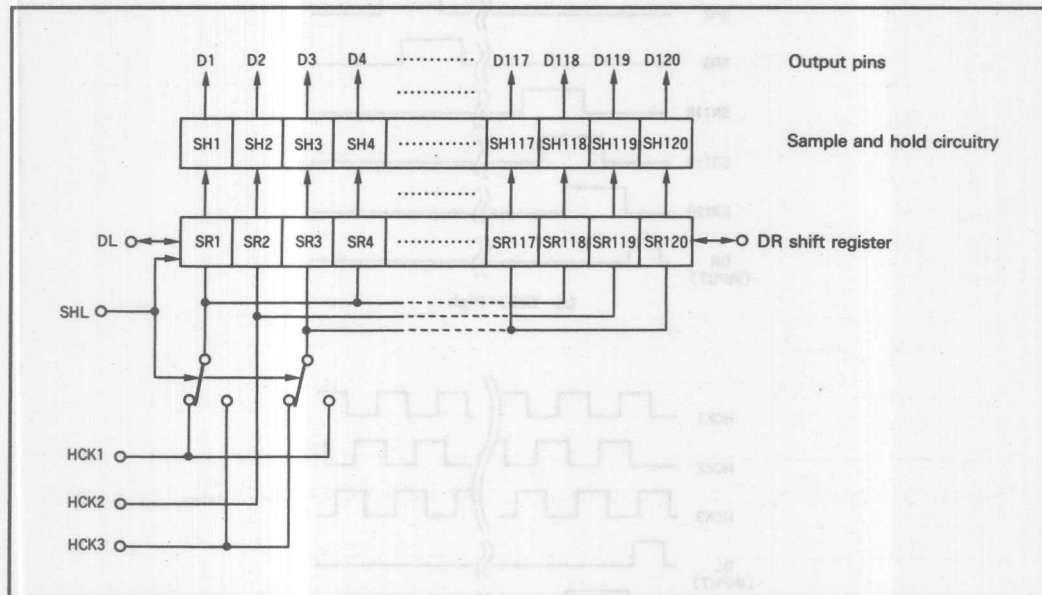 D1 D2 D3 D4 ............ D117 D118 D119 D120 Output pins
............
SH1 SH2 SH3 SH4 ............ SH117 SH118 SH119 SH120 Sample and hold circuitry
............
DL SR1 SR2 SR3 SR4 ............ SR117 SR118 SR119 SR120 DR shift register
SHL
HCK1
HCK2
HCK3